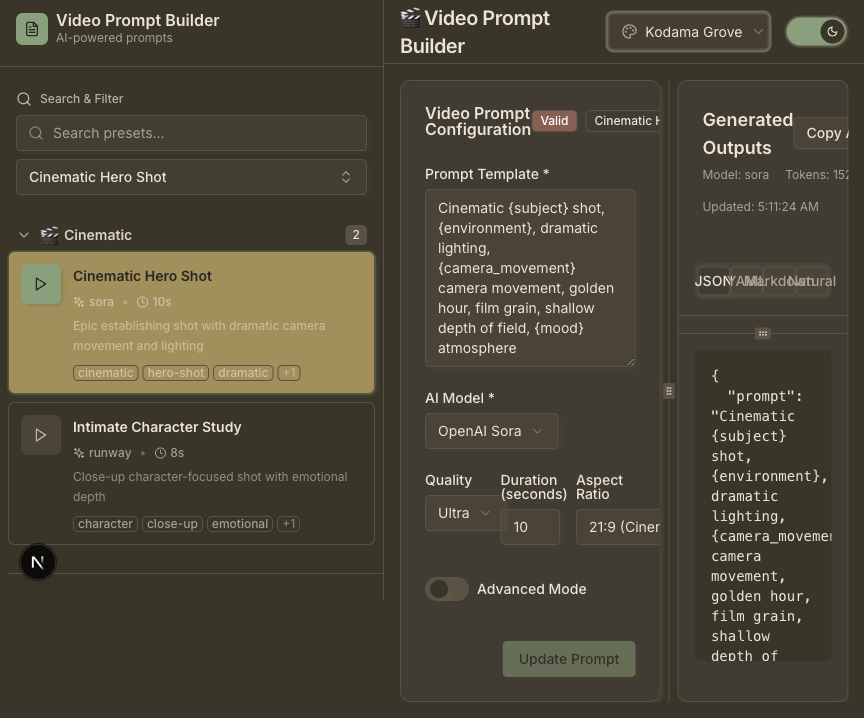 Video Prompt Builder
AI-powered prompts
Search & Filter
Search presets...
Cinematic Hero Shot
Cinematic
2
Cinematic Hero Shot
sora • 10s
Epic establishing shot with dramatic camera
movement and lighting
cinematic hero-shot dramatic +1
Intimate Character Study
runway • 8s
Close-up character-focused shot with emotional
depth
character close-up emotional +1
N
Video Prompt
Builder
Kodama Grove
Video Prompt
Configuration
Valid
Cinematic H
Prompt Template *
Cinematic {subject} shot,
{environment}, dramatic
lighting,
{camera_movement}
camera movement, golden
hour, film grain, shallow
depth of field, {mood}
atmosphere
AI Model *
OpenAI Sora
Quality
Ultra
Duration
(seconds)
10
Aspect
Ratio
21:9 (Ciner
Advanced Mode
Update Prompt
Generated
Outputs
Copy A
Model: sora Tokens: 152
Updated: 5:11:24 AM
JSON YAML Markdown Natural
{
"prompt":
"Cinematic
{subject}
shot,
{environment},
dramatic
lighting,
{camera_movemen
camera
movement,
golden hour,
film grain,
shallow
depth of